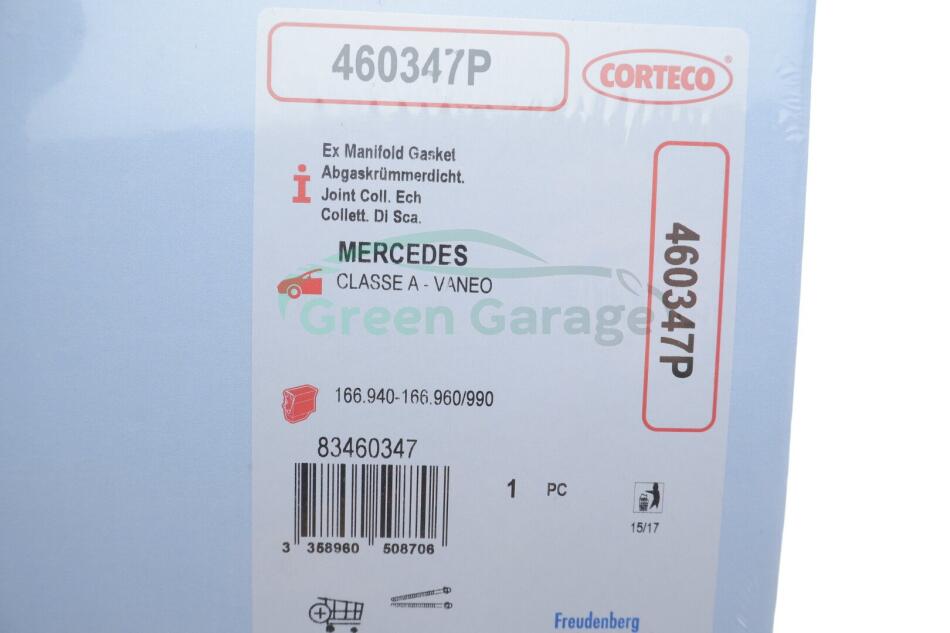 460347P
CORTECO®
Ex Manifold Gasket
Abgaskrümmerdicht.
Joint Coll. Ech
Collett. Di Sca.
460347P
MERCEDES
CLASSE A - VANEO
Green Garage
166.940-166.960/990
83460347
1 PC
15/17
3 358960 508706
Freudenberg